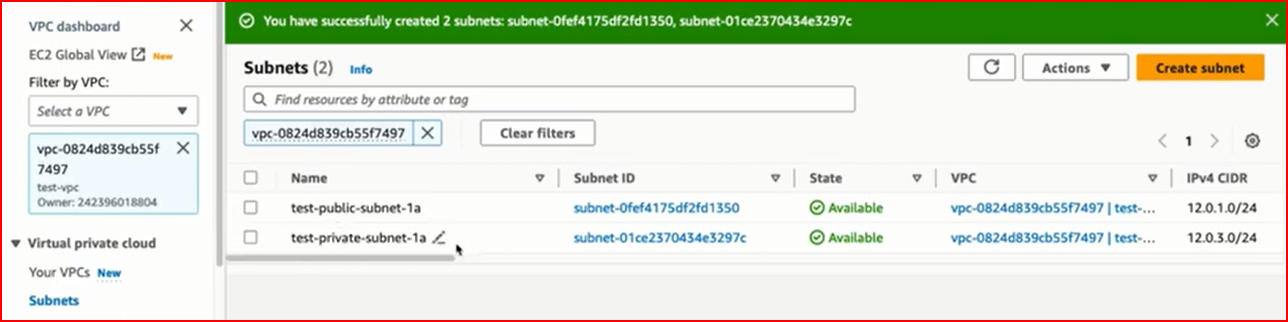 VPC dashboard
EC2 Global View New
Filter by VPC:
Select a VPC
vpc-0824d839cb55f
7497
test-vpc
Owner: 242396018804
Virtual private cloud
Your VPCs New
Subnets
You have successfully created 2 subnets: subnet-0fef4175df2fd1350, subnet-01ce2370434e3297c
Subnets (2) Info
Actions
Create subnet
Find resources by attribute or tag
vpc-0824d839cb55f7497
Clear filters
1
Name Subnet ID State VPC IPv4 CIDR
test-public-subnet-1a subnet-0fef4175df2fd1350 Available vpc-0824d839cb55f7497 | test-... 12.0.1.0/24
test-private-subnet-1a subnet-01ce2370434e3297c Available vpc-0824d839cb55f7497 | test-... 12.0.3.0/24